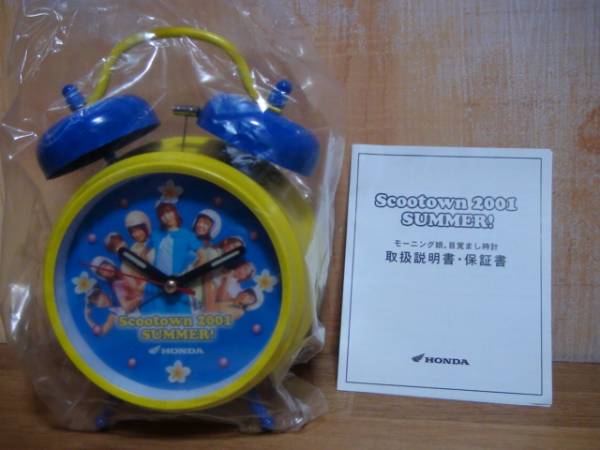 Scootown 2001
SUMMER!
HONDA
Scootown 2001
SUMMER!
モーニング娘。目覚まし時計
取扱説明書・保証書
HONDA